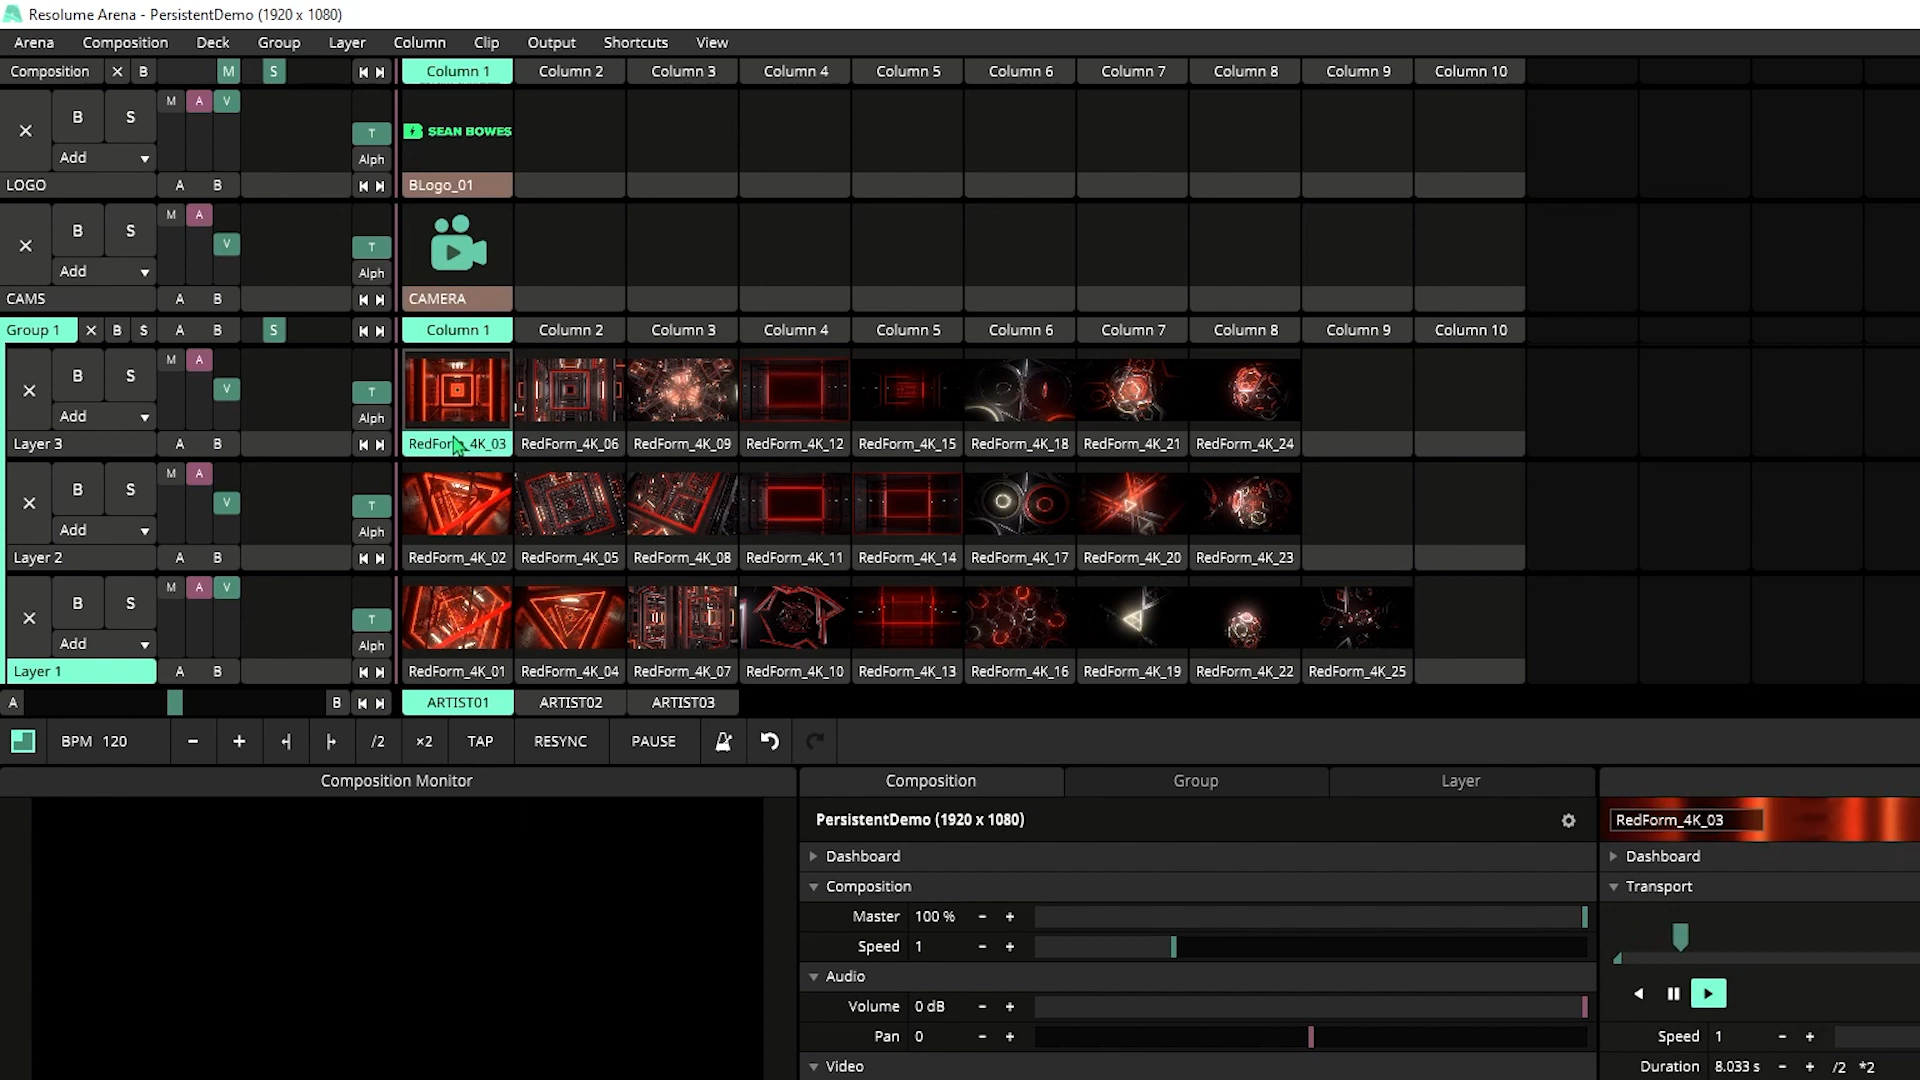 Resolume Arena - PersistentDemo (1920 x 1080)
Arena Composition Deck Group Layer Column Clip Output Shortcuts View
Composition X B M S Column 1 Column 2 Column 3 Column 4 Column 5 Column 6 Column 7 Column 8 Column 9 Column 10
M A V
B S
SEAN BOWES
T
Add Alph
LOGO A B BLogo_01
M A
B S V
T
Add Alph
CAMS A B CAMERA
Group 1 X B S A B S Column 1 Column 2 Column 3 Column 4 Column 5 Column 6 Column 7 Column 8 Column 9 Column 10
M A
B S V T
Add Alph
Layer 3 A B RedForm_4K_03 RedForm_4K_06 RedForm_4K_09 RedForm_4K_12 RedForm_4K_15 RedForm_4K_18 RedForm_4K_21 RedForm_4K_24
M A
B S V T
Add Alph
Layer 2 A B RedForm_4K_02 RedForm_4K_05 RedForm_4K_08 RedForm_4K_11 RedForm_4K_14 RedForm_4K_17 RedForm_4K_20 RedForm_4K_23
M A V
B S T
Add Alph
Layer 1 A B RedForm_4K_01 RedForm_4K_04 RedForm_4K_07 RedForm_4K_10 RedForm_4K_13 RedForm_4K_16 RedForm_4K_19 RedForm_4K_22 RedForm_4K_25
A B ARTIST01 ARTIST02 ARTIST03
BPM 120 - + /2 ×2 TAP RESYNC PAUSE
Composition Monitor Composition Group Layer
PersistentDemo (1920 x 1080) RedForm_4K_03
Dashboard Dashboard
Composition Transport
Master 100 % - +
Speed 1 - +
Audio
Volume 0 dB - +
Pan 0 - + Speed 1 - +
Video Duration 8.033 s - + /2 *2